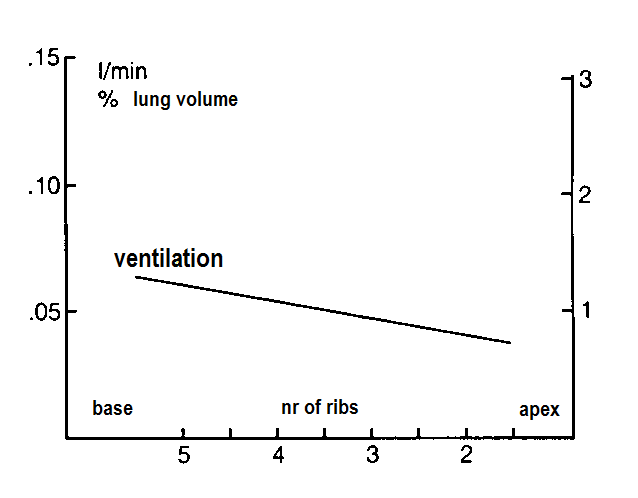 .15
l/min
% lung volume
3
.10
2
ventilation
.05
1
base
nr of ribs
apex
5 4 3 2